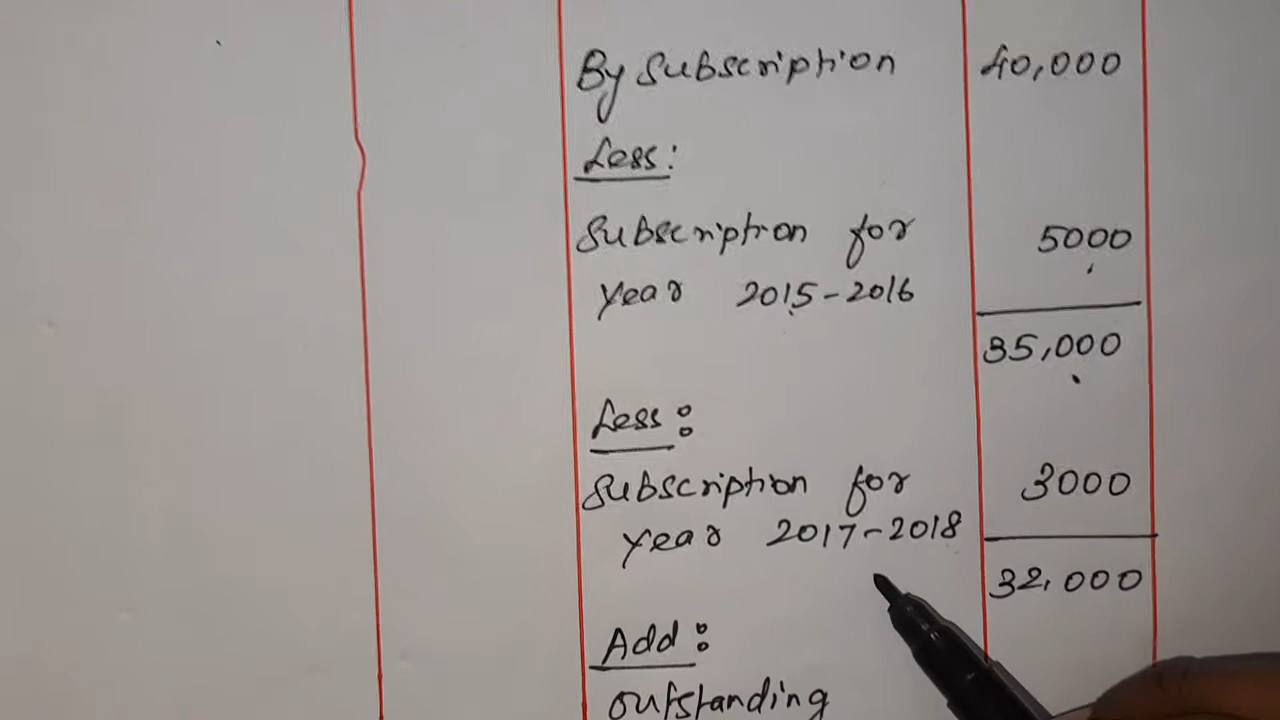 By Subscription 40,000
Less:
Subscription for 5000
year 2015-2016
35,000
Less:
Subscription for 3000
year 2017-2018
32,000
Add:
outstanding